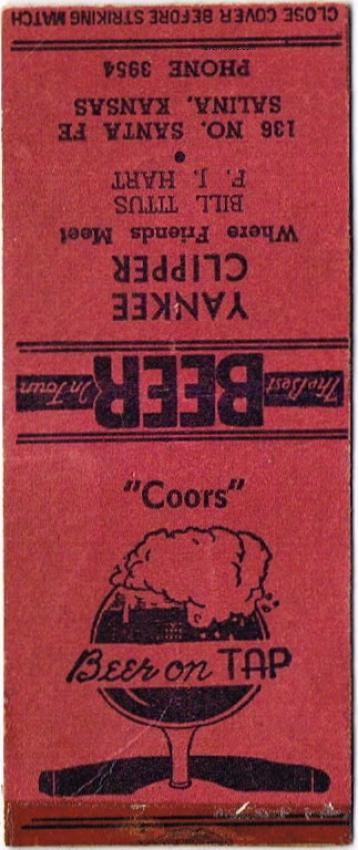 "Coors"
Beer on TAP
The Best BEER In Town
YANKEE
CLIPPER
Where Friends Meet
BILL TITUS
F. J. HART
•
136 NO. SANTA FE
SALINA, KANSAS
PHONE 3954
CLOSE COVER BEFORE STRIKING MATCH